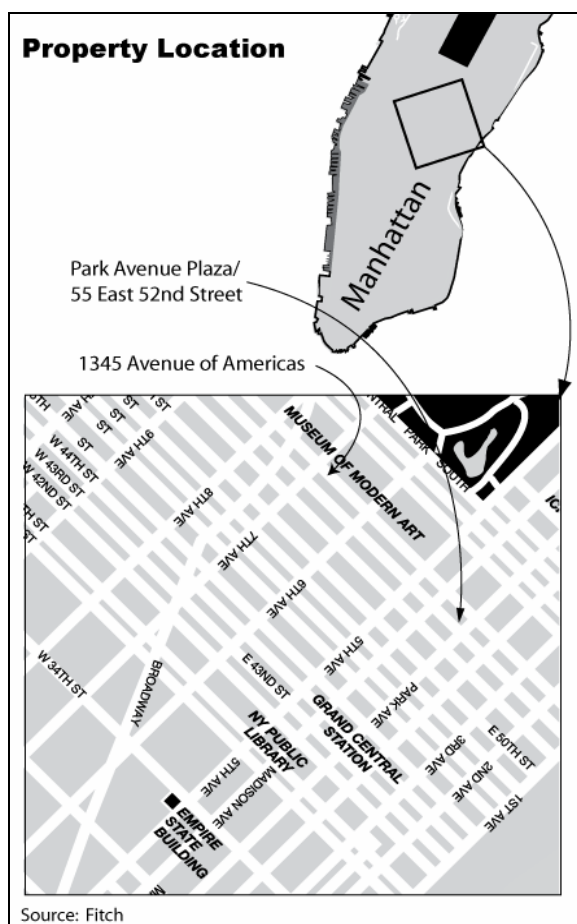 Property Location
Manhattan
Park Avenue Plaza/
55 East 52nd Street
1345 Avenue of Americas
W 44TH ST
W 43RD ST
W 42ND ST
9TH AVE
8TH AVE
7TH AVE
6TH AVE
5TH AVE
PARK AVE
3RD AVE
2ND AVE
1ST AVE
MUSEUM OF MODERN ART
PARK SOUTH
W 34TH ST
BROADWAY
E 43RD ST
E 50TH ST
NY PUBLIC
LIBRARY
GRAND CENTRAL
STATION
5TH AVE
MADISON AVE
EMPIRE
STATE
BUILDING
Source: Fitch